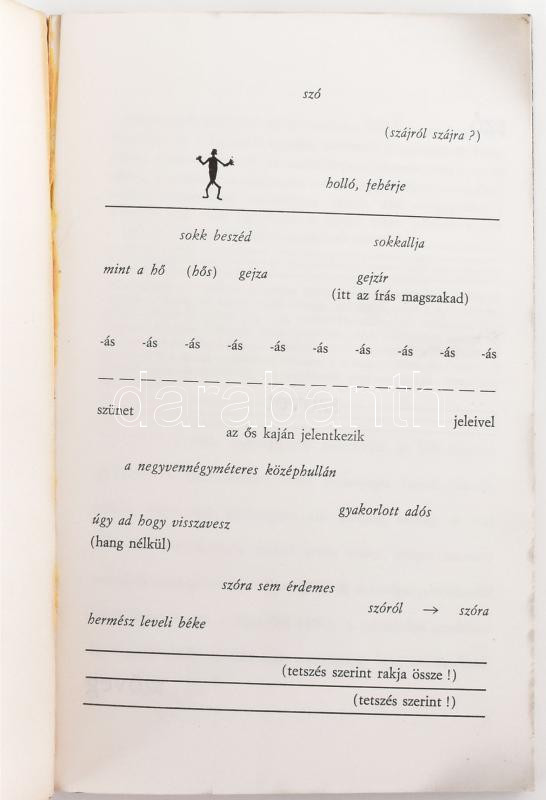 szó
(szájról szájra ?)
holló, fehérje
sokk beszéd sokkallja
mint a hő (hős) gejza gejzír
(itt az írás magszakad)
-ás -ás -ás -ás -ás -ás -ás -ás -ás -ás
szünet jeleivel
darabanth
az ős kaján jelentkezik
a negyvennégyméteres középhullán
gyakorlott adós
úgy ad hogy visszavesz
(hang nélkül)
szóra sem érdemes
szóról → szóra
hermész leveli béke
(tetszés szerint rakja össze !)
(tetszés szerint !)